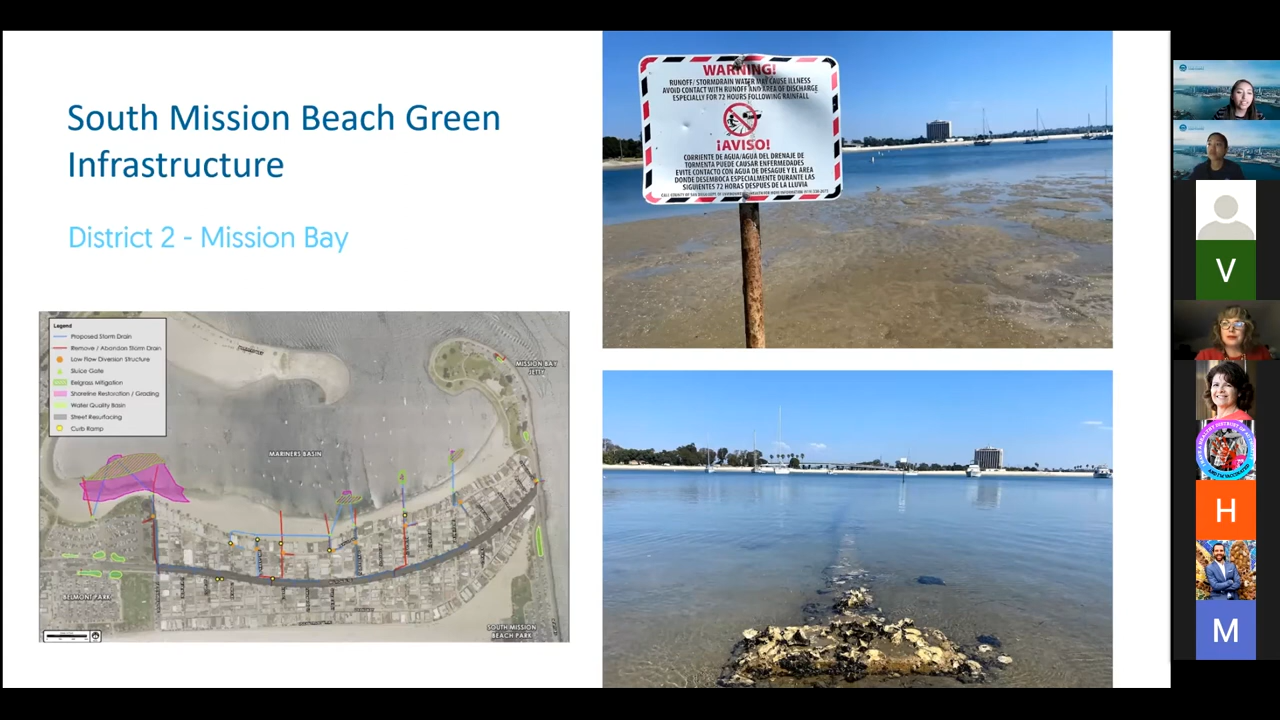 South Mission Beach Green
Infrastructure
District 2 - Mission Bay
Legend
Proposed Storm Drain
Remove / Abandon Storm Drain
Low Flow Diversion Structure
Sluice Gate
Eelgrass Mitigation
Shoreline Restoration / Grading
Water Quality Basin
Street Resurfacing
Curb Ramp
MISSION BAY
JETTY
MARINERS BASIN
BELMONT PARK
SOUTH MISSION
BEACH PARK
WARNING!
RUNOFF/ STORMDRAIN WATER MAY CAUSE ILLNESS
AVOID CONTACT WITH RUNOFF AND AREA OF DISCHARGE
ESPECIALLY FOR 72 HOURS FOLLOWING RAINFALL
¡AVISO!
CORRIENTE DE AGUA/AGUA DEL DRENAJE DE
TORMENTA PUEDE CAUSAR ENFERMEDADES
EVITE CONTACTO CON AGUA DE DESAGUE Y EL AREA
DONDE DESEMBOCA ESPECIALMENTE DURANTE LAS
SIGUIENTES 72 HORAS DESPUES DE LA LLUVIA
V
H
M